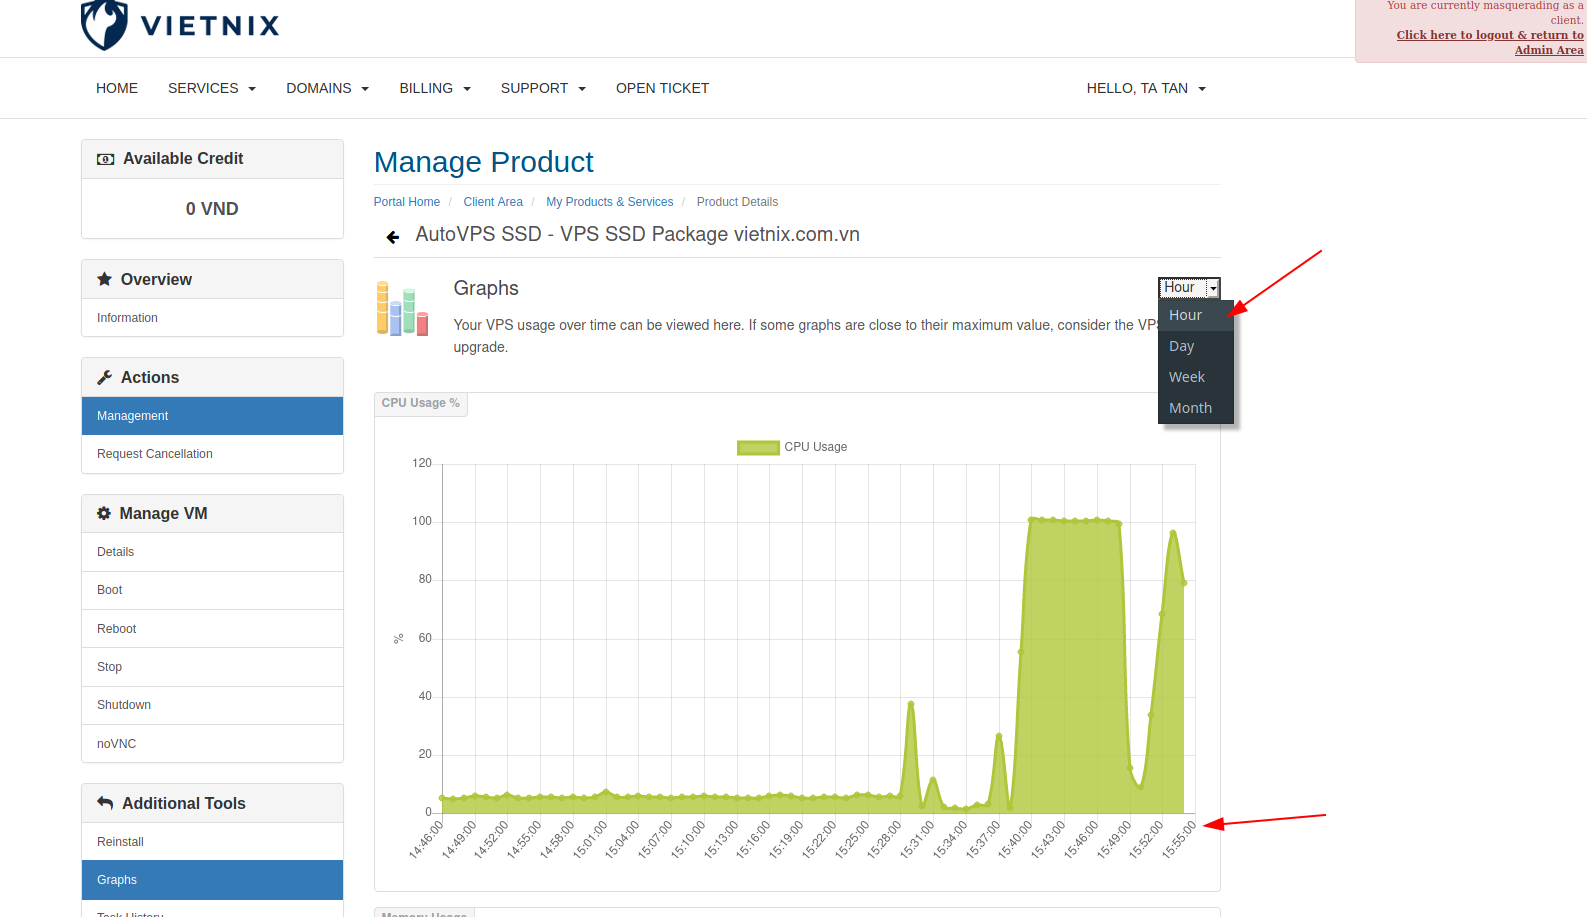 VIETNIX
You are currently masquerading as a
client.
Click here to logout & return to
Admin Area
HOME
SERVICES
DOMAINS
BILLING
SUPPORT
OPEN TICKET
HELLO, TA TAN
Available Credit
0 VND
Overview
Information
Actions
Management
Request Cancellation
Manage VM
Details
Boot
Reboot
Stop
Shutdown
noVNC
Additional Tools
Reinstall
Graphs
Task History
Manage Product
Portal Home / Client Area / My Products & Services / Product Details
AutoVPS SSD - VPS SSD Package vietnix.com.vn
Graphs
Your VPS usage over time can be viewed here. If some graphs are close to their maximum value, consider the VPS
upgrade.
Hour
Hour
Day
Week
Month
CPU Usage %
CPU Usage
120
100
80
60
40
20
0
%
14:46:00
14:49:00
14:52:00
14:55:00
14:58:00
15:01:00
15:04:00
15:07:00
15:10:00
15:13:00
15:16:00
15:19:00
15:22:00
15:25:00
15:28:00
15:31:00
15:34:00
15:37:00
15:40:00
15:43:00
15:46:00
15:49:00
15:52:00
15:55:00
Memory Usage